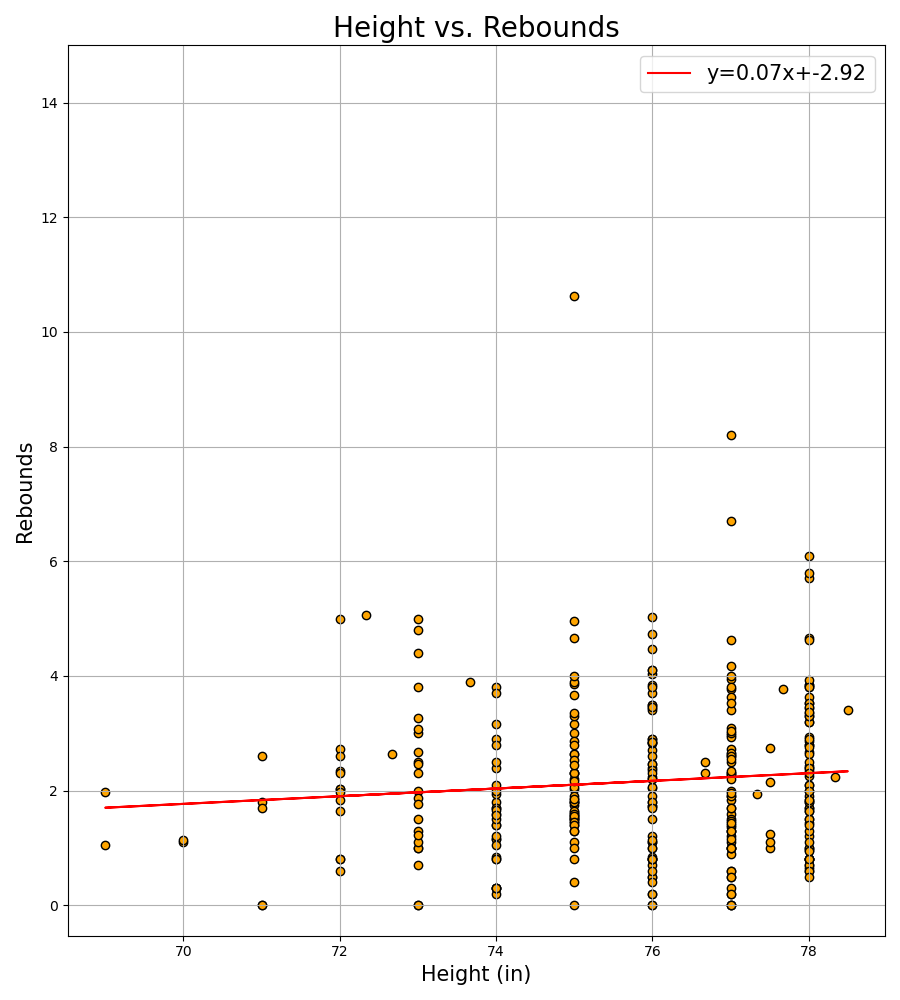 Height vs. Rebounds
y=0.07x+-2.92
14
12
10
8
6
4
2
0
Rebounds
70 72 74 76 78
Height (in)